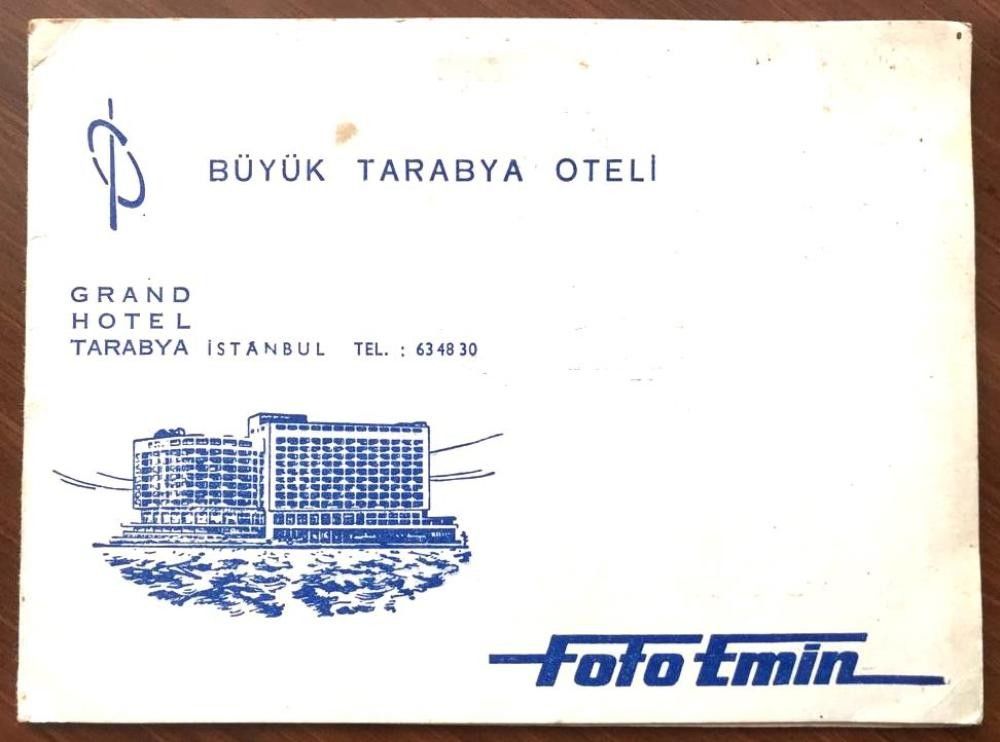 BÜYÜK TARABYA OTELİ
GRAND
HOTEL
TARABYA İSTANBUL TEL. : 63 48 30
Foto Emin